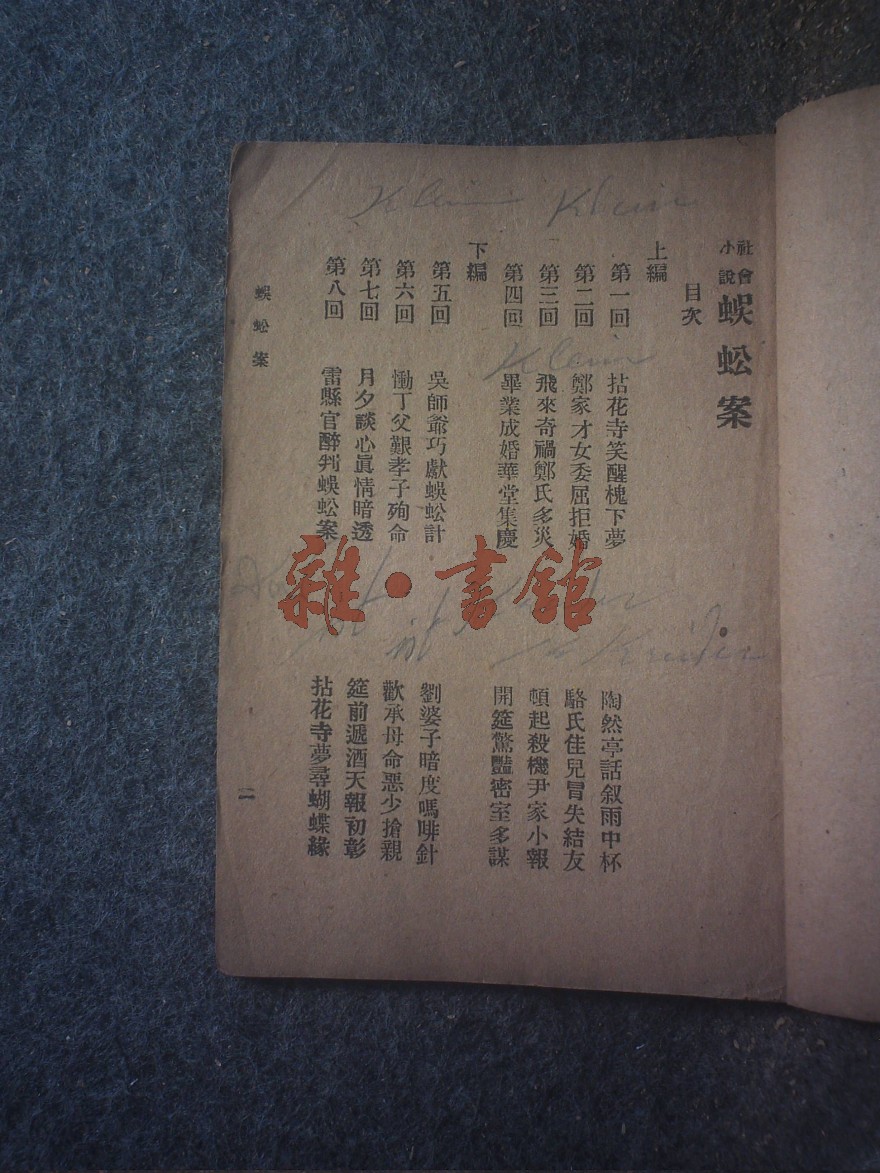 社會小說 蜈蚣案
目次
上編
第一回 拈花寺笑醒槐下夢 陶然亭話叙雨中杯
第二回 鄭家才女委屈拒婚 駱氏佳兒冒失結友
第三回 飛來奇禍鄭氏多災 頓起殺機尹家小報
第四回 畢業成婚華堂集慶 開筵驚豔密室多謀
下編
第五回 吳師爺巧獻蜈蚣計 劉婆子暗度嗎啡針
第六回 慟丁父艱孝子殉命 歡承母命惡少搶親
第七回 月夕談心眞情暗透 筵前遞酒天報初彰
第八回 雷縣官醉判蜈蚣案 拈花寺夢尋蝴蝶緣
蜈蚣案
二
雜·書館